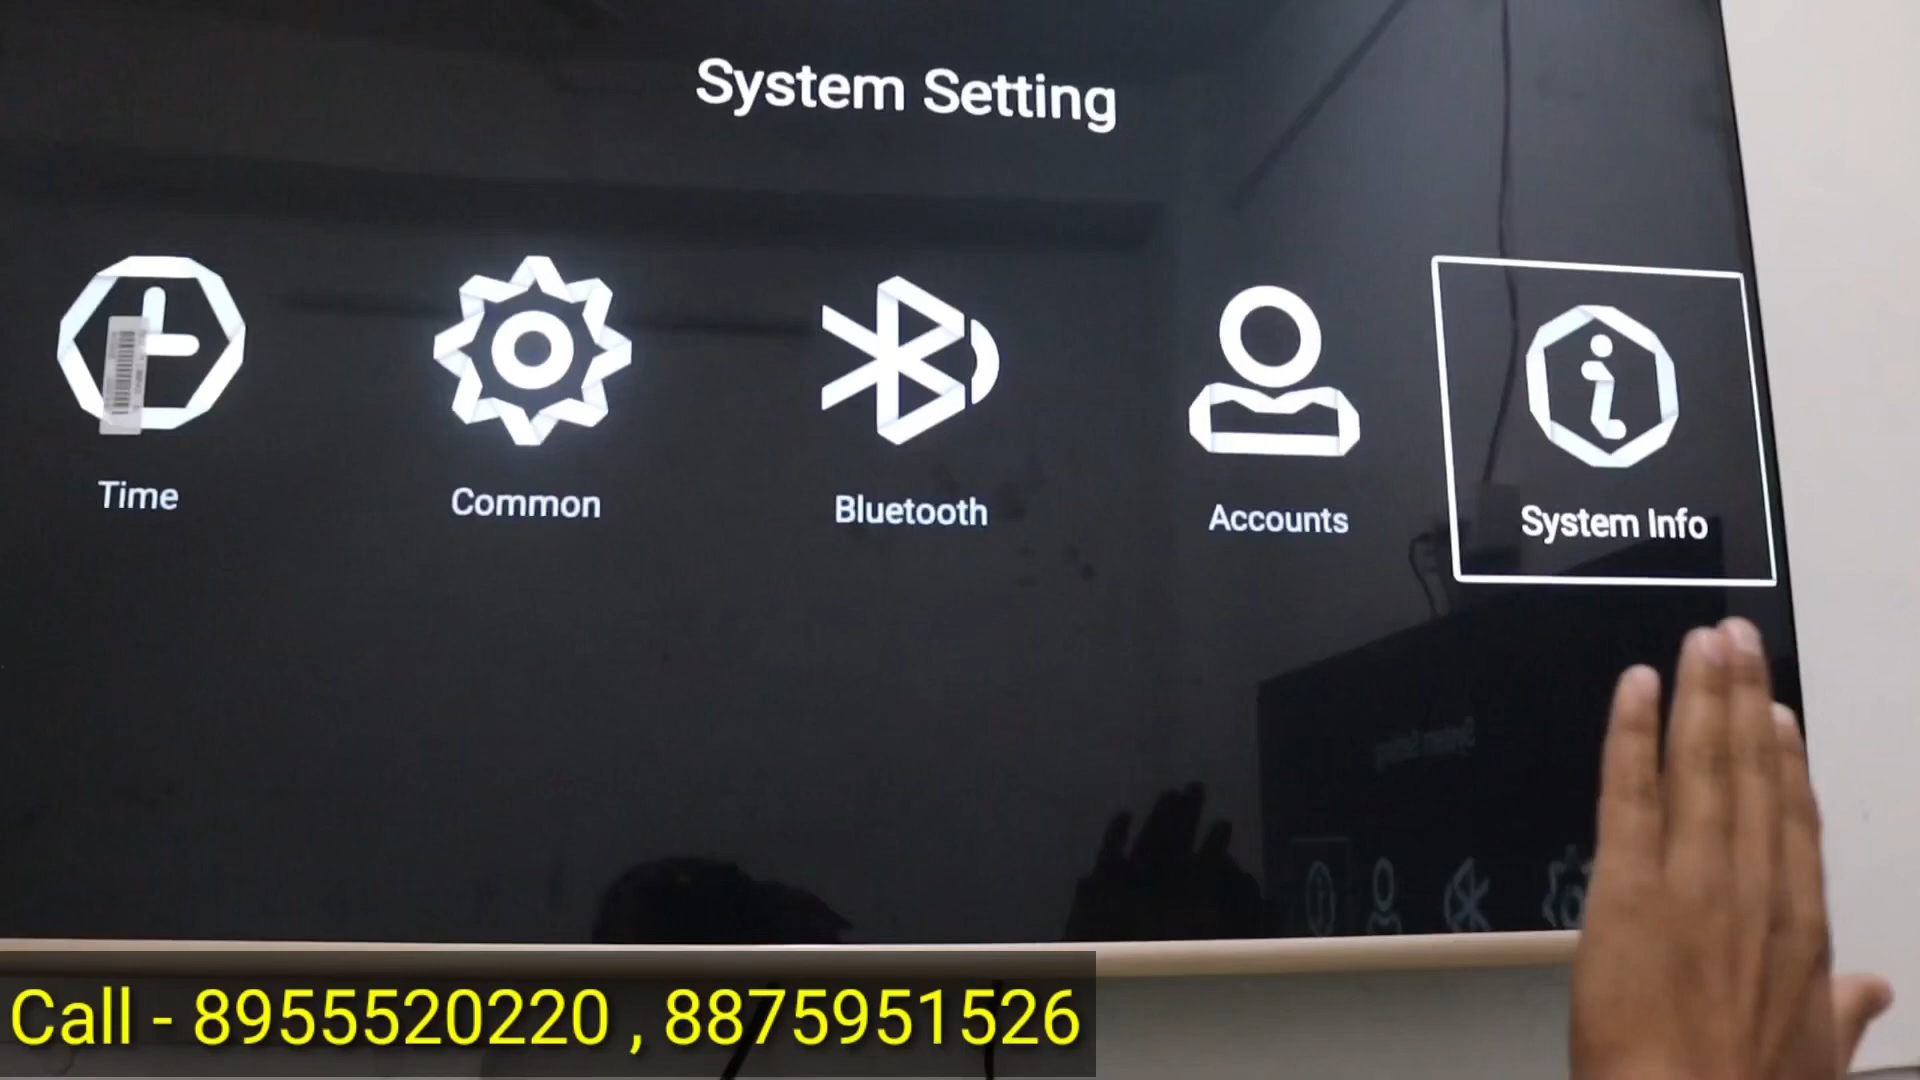 System Setting
Time
Common
Bluetooth
Accounts
System Info
Call - 8955520220 , 8875951526